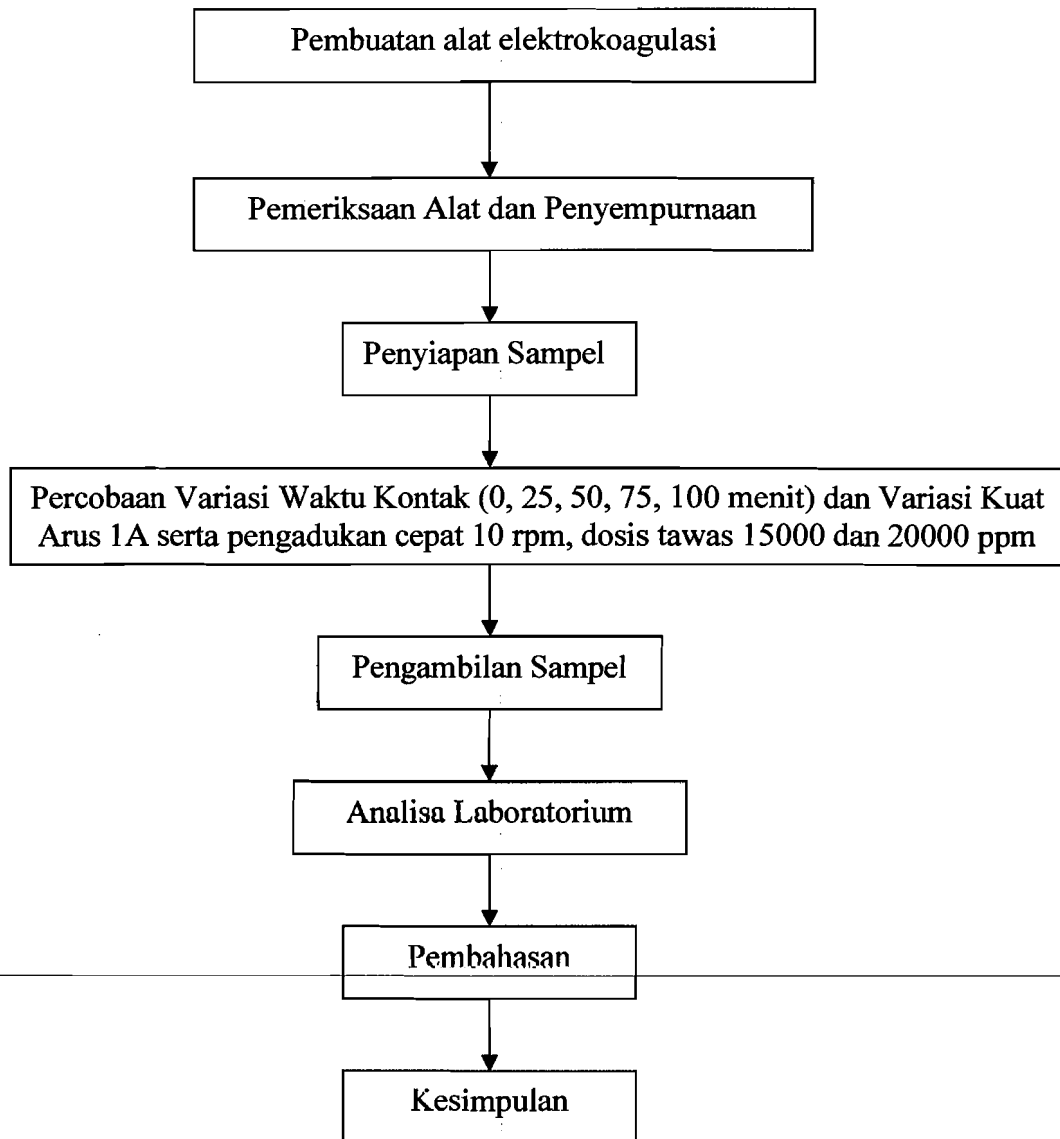 Pembuatan alat elektrokoagulasi
Pemeriksaan Alat dan Penyempurnaan
Penyiapan Sampel
Percobaan Variasi Waktu Kontak (0, 25, 50, 75, 100 menit) dan Variasi Kuat
Arus 1A serta pengadukan cepat 10 rpm, dosis tawas 15000 dan 20000 ppm
Pengambilan Sampel
Analisa Laboratorium
Pembahasan
Kesimpulan